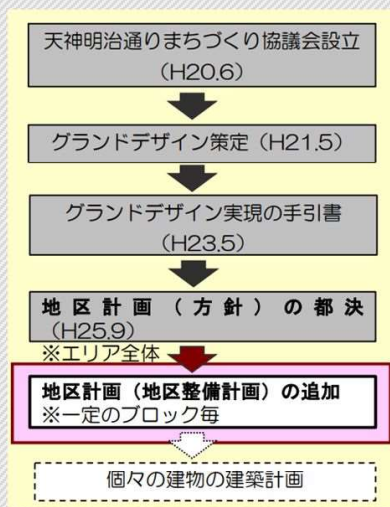 天神明治通りまちづくり協議会設立
（H20.6）
グランドデザイン策定（H21.5）
グランドデザイン実現の手引書
（H23.5）
地区計画（方針）の都決
（H25.9）
※エリア全体
地区計画（地区整備計画）の追加
※一定のブロック毎
個々の建物の建築計画